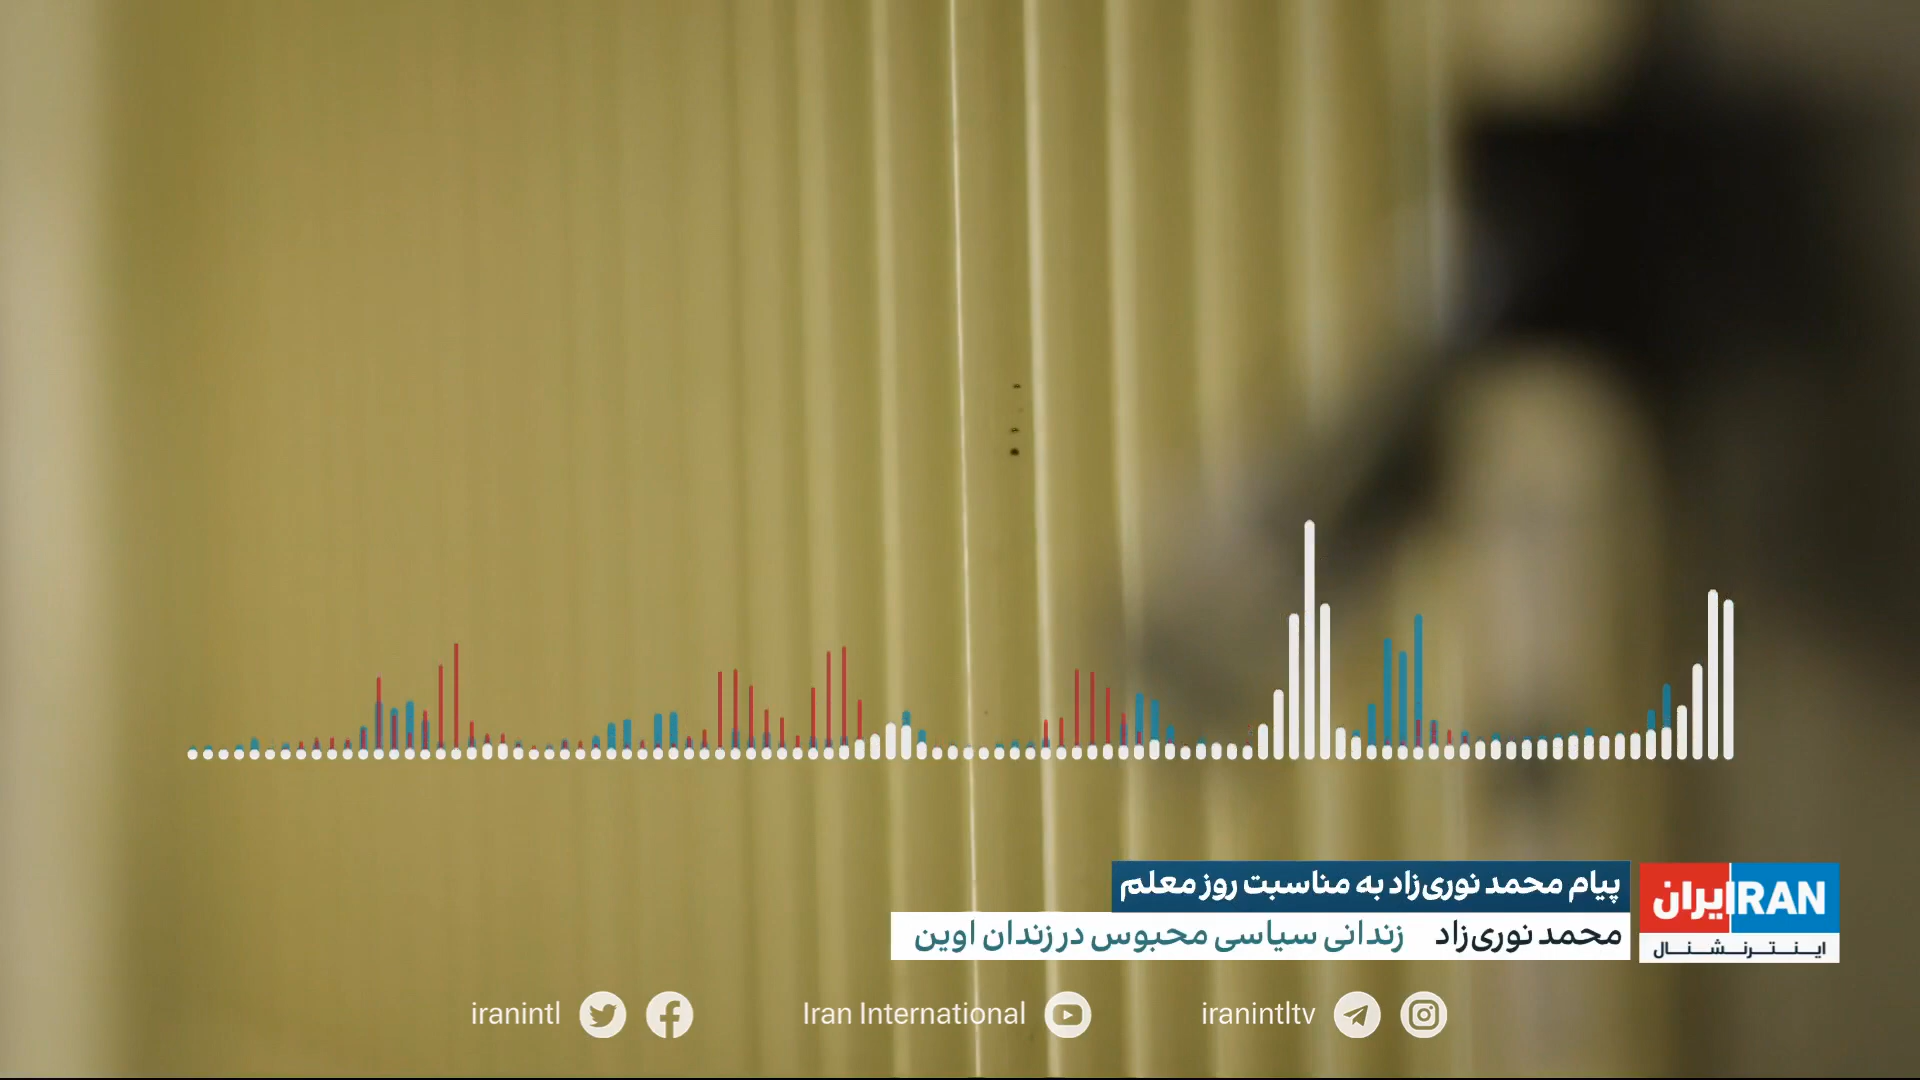 پیام محمد نوری‌زاد به مناسبت روز معلم
محمد نوری‌زاد زندانی سیاسی محبوس در زندان اوین
ایران IRAN
اینترنشنال
iranintl
Iran International
iranintltv